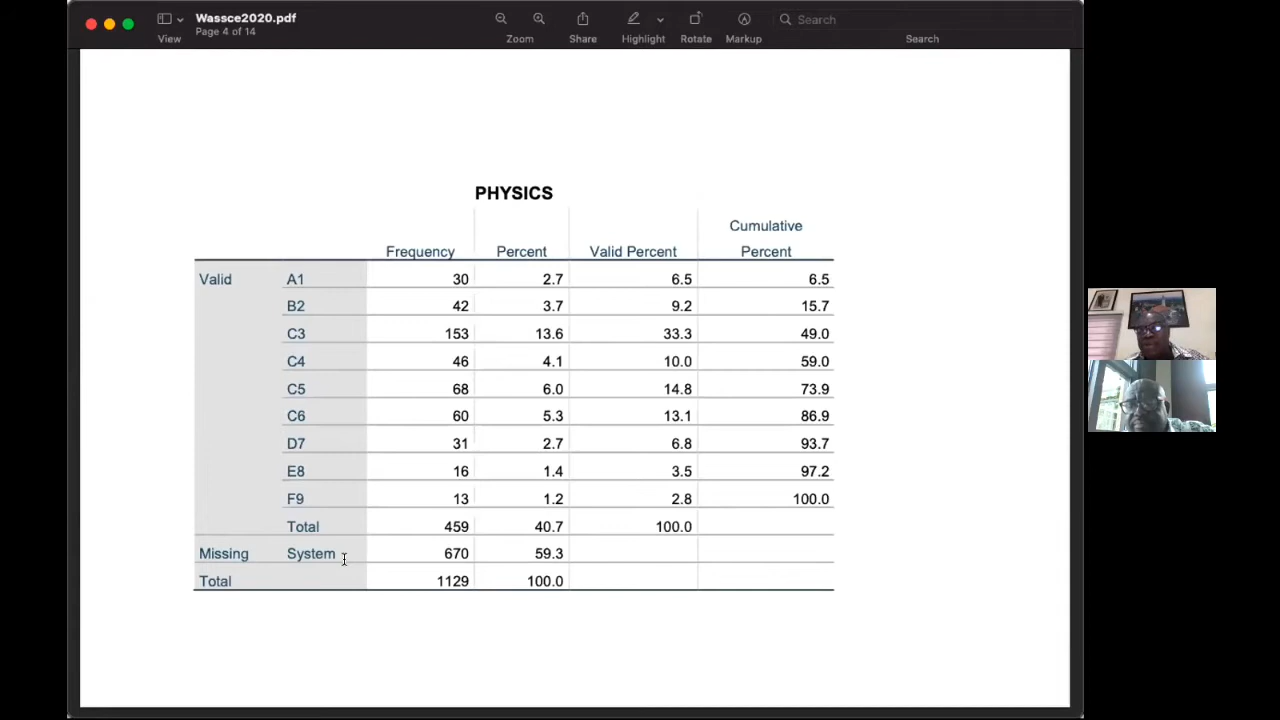 Wassce2020.pdf
Page 4 of 14
View
Zoom
Share
Highlight
Rotate
Markup
Search
Search
PHYSICS
Frequency Percent Valid Percent Cumulative Percent
Valid A1 30 2.7 6.5 6.5
B2 42 3.7 9.2 15.7
C3 153 13.6 33.3 49.0
C4 46 4.1 10.0 59.0
C5 68 6.0 14.8 73.9
C6 60 5.3 13.1 86.9
D7 31 2.7 6.8 93.7
E8 16 1.4 3.5 97.2
F9 13 1.2 2.8 100.0
Total 459 40.7 100.0
Missing System 670 59.3
Total 1129 100.0